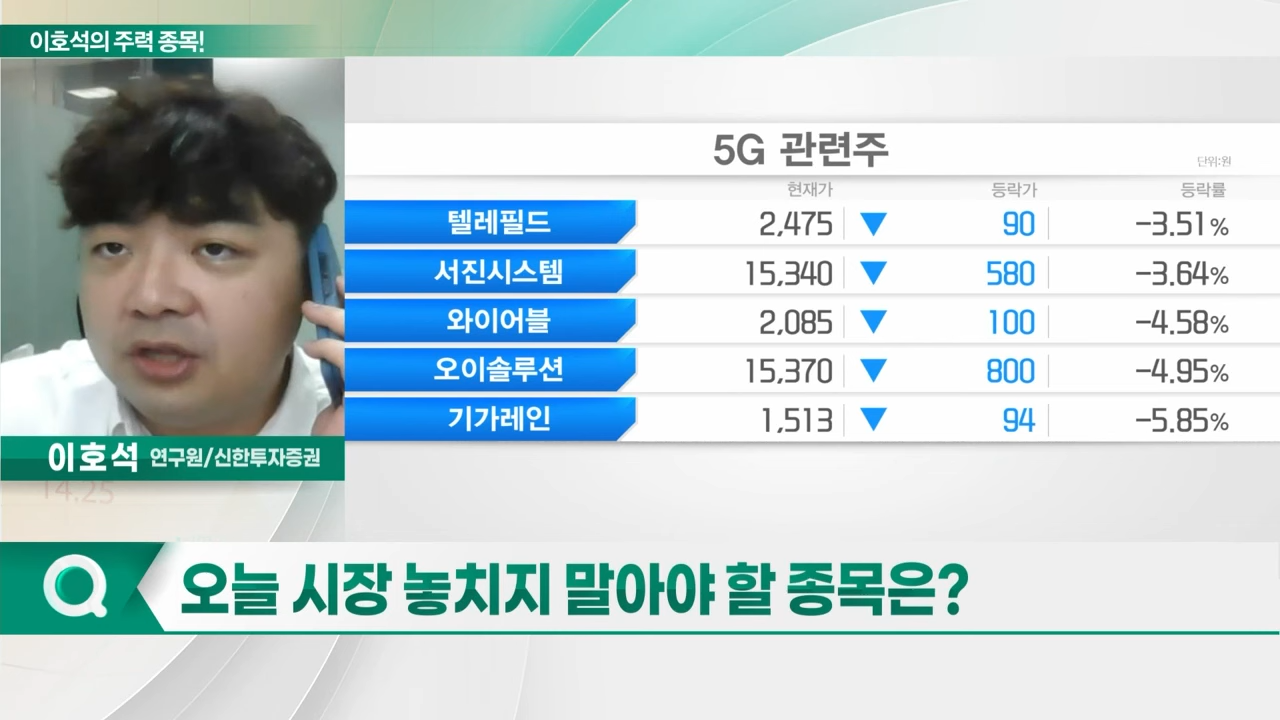 이호석의 주력 종목!
5G 관련주
단위:원
현재가 등락가 등락률
텔레필드 2,475 ▼ 90 -3.51%
서진시스템 15,340 ▼ 580 -3.64%
와이어블 2,085 ▼ 100 -4.58%
오이솔루션 15,370 ▼ 800 -4.95%
기가레인 1,513 ▼ 94 -5.85%
이호석 연구원/신한투자증권
14.25
오늘 시장 놓치지 말아야 할 종목은?